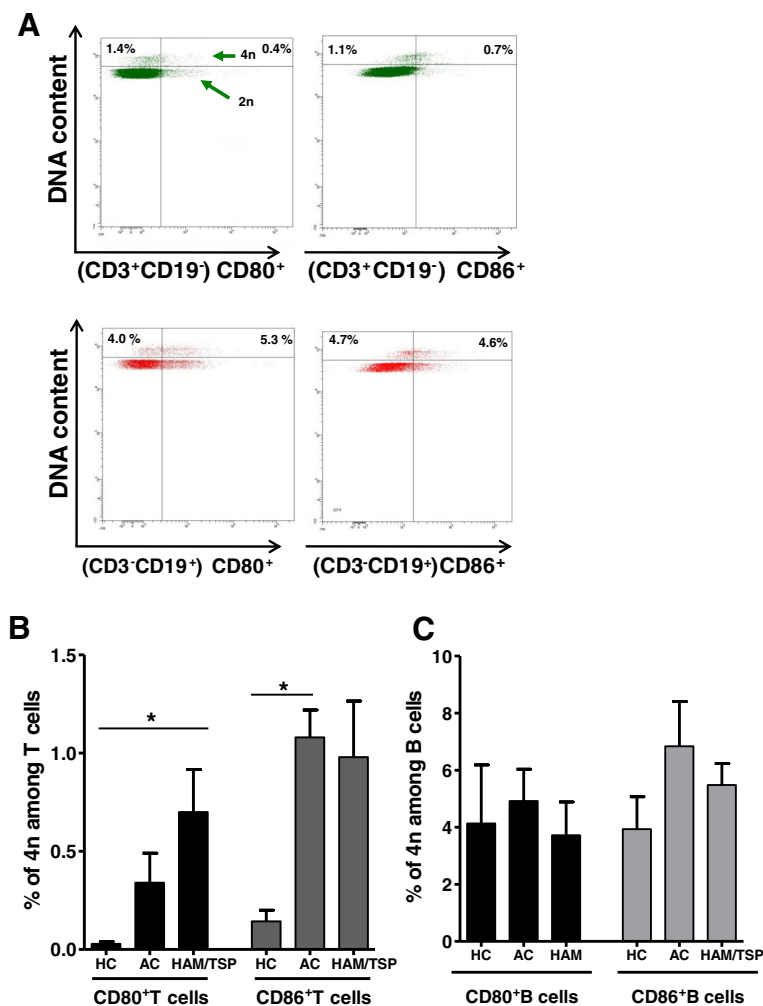 A
1.4%
0.4%
4n
2n
DNA content
(CD3⁺CD19⁻) CD80⁺
1.1%
0.7%
(CD3⁺CD19⁻) CD86⁺
4.0 %
5.3 %
DNA content
(CD3⁻CD19⁺) CD80⁺
4.7%
4.6%
(CD3⁻CD19⁺)CD86⁺
B
% of 4n among T cells
1.5
1.0
0.5
0.0
*
*
HC AC HAM/TSP HC AC HAM/TSP
CD80⁺T cells CD86⁺T cells
C
% of 4n among B cells
10
8
6
4
2
0
HC AC HAM HC AC HAM/TSP
CD80⁺B cells CD86⁺B cells